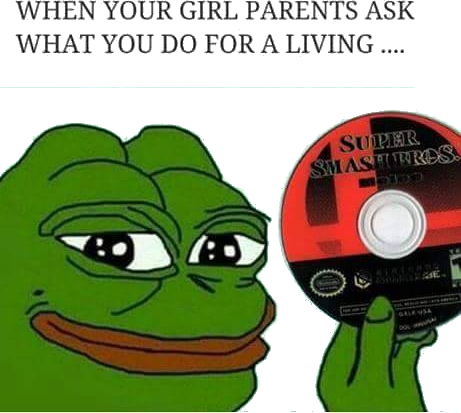 WHEN YOUR GIRL PARENTS ASK
WHAT YOU DO FOR A LIVING ....
SUPER
SMASH BROS.